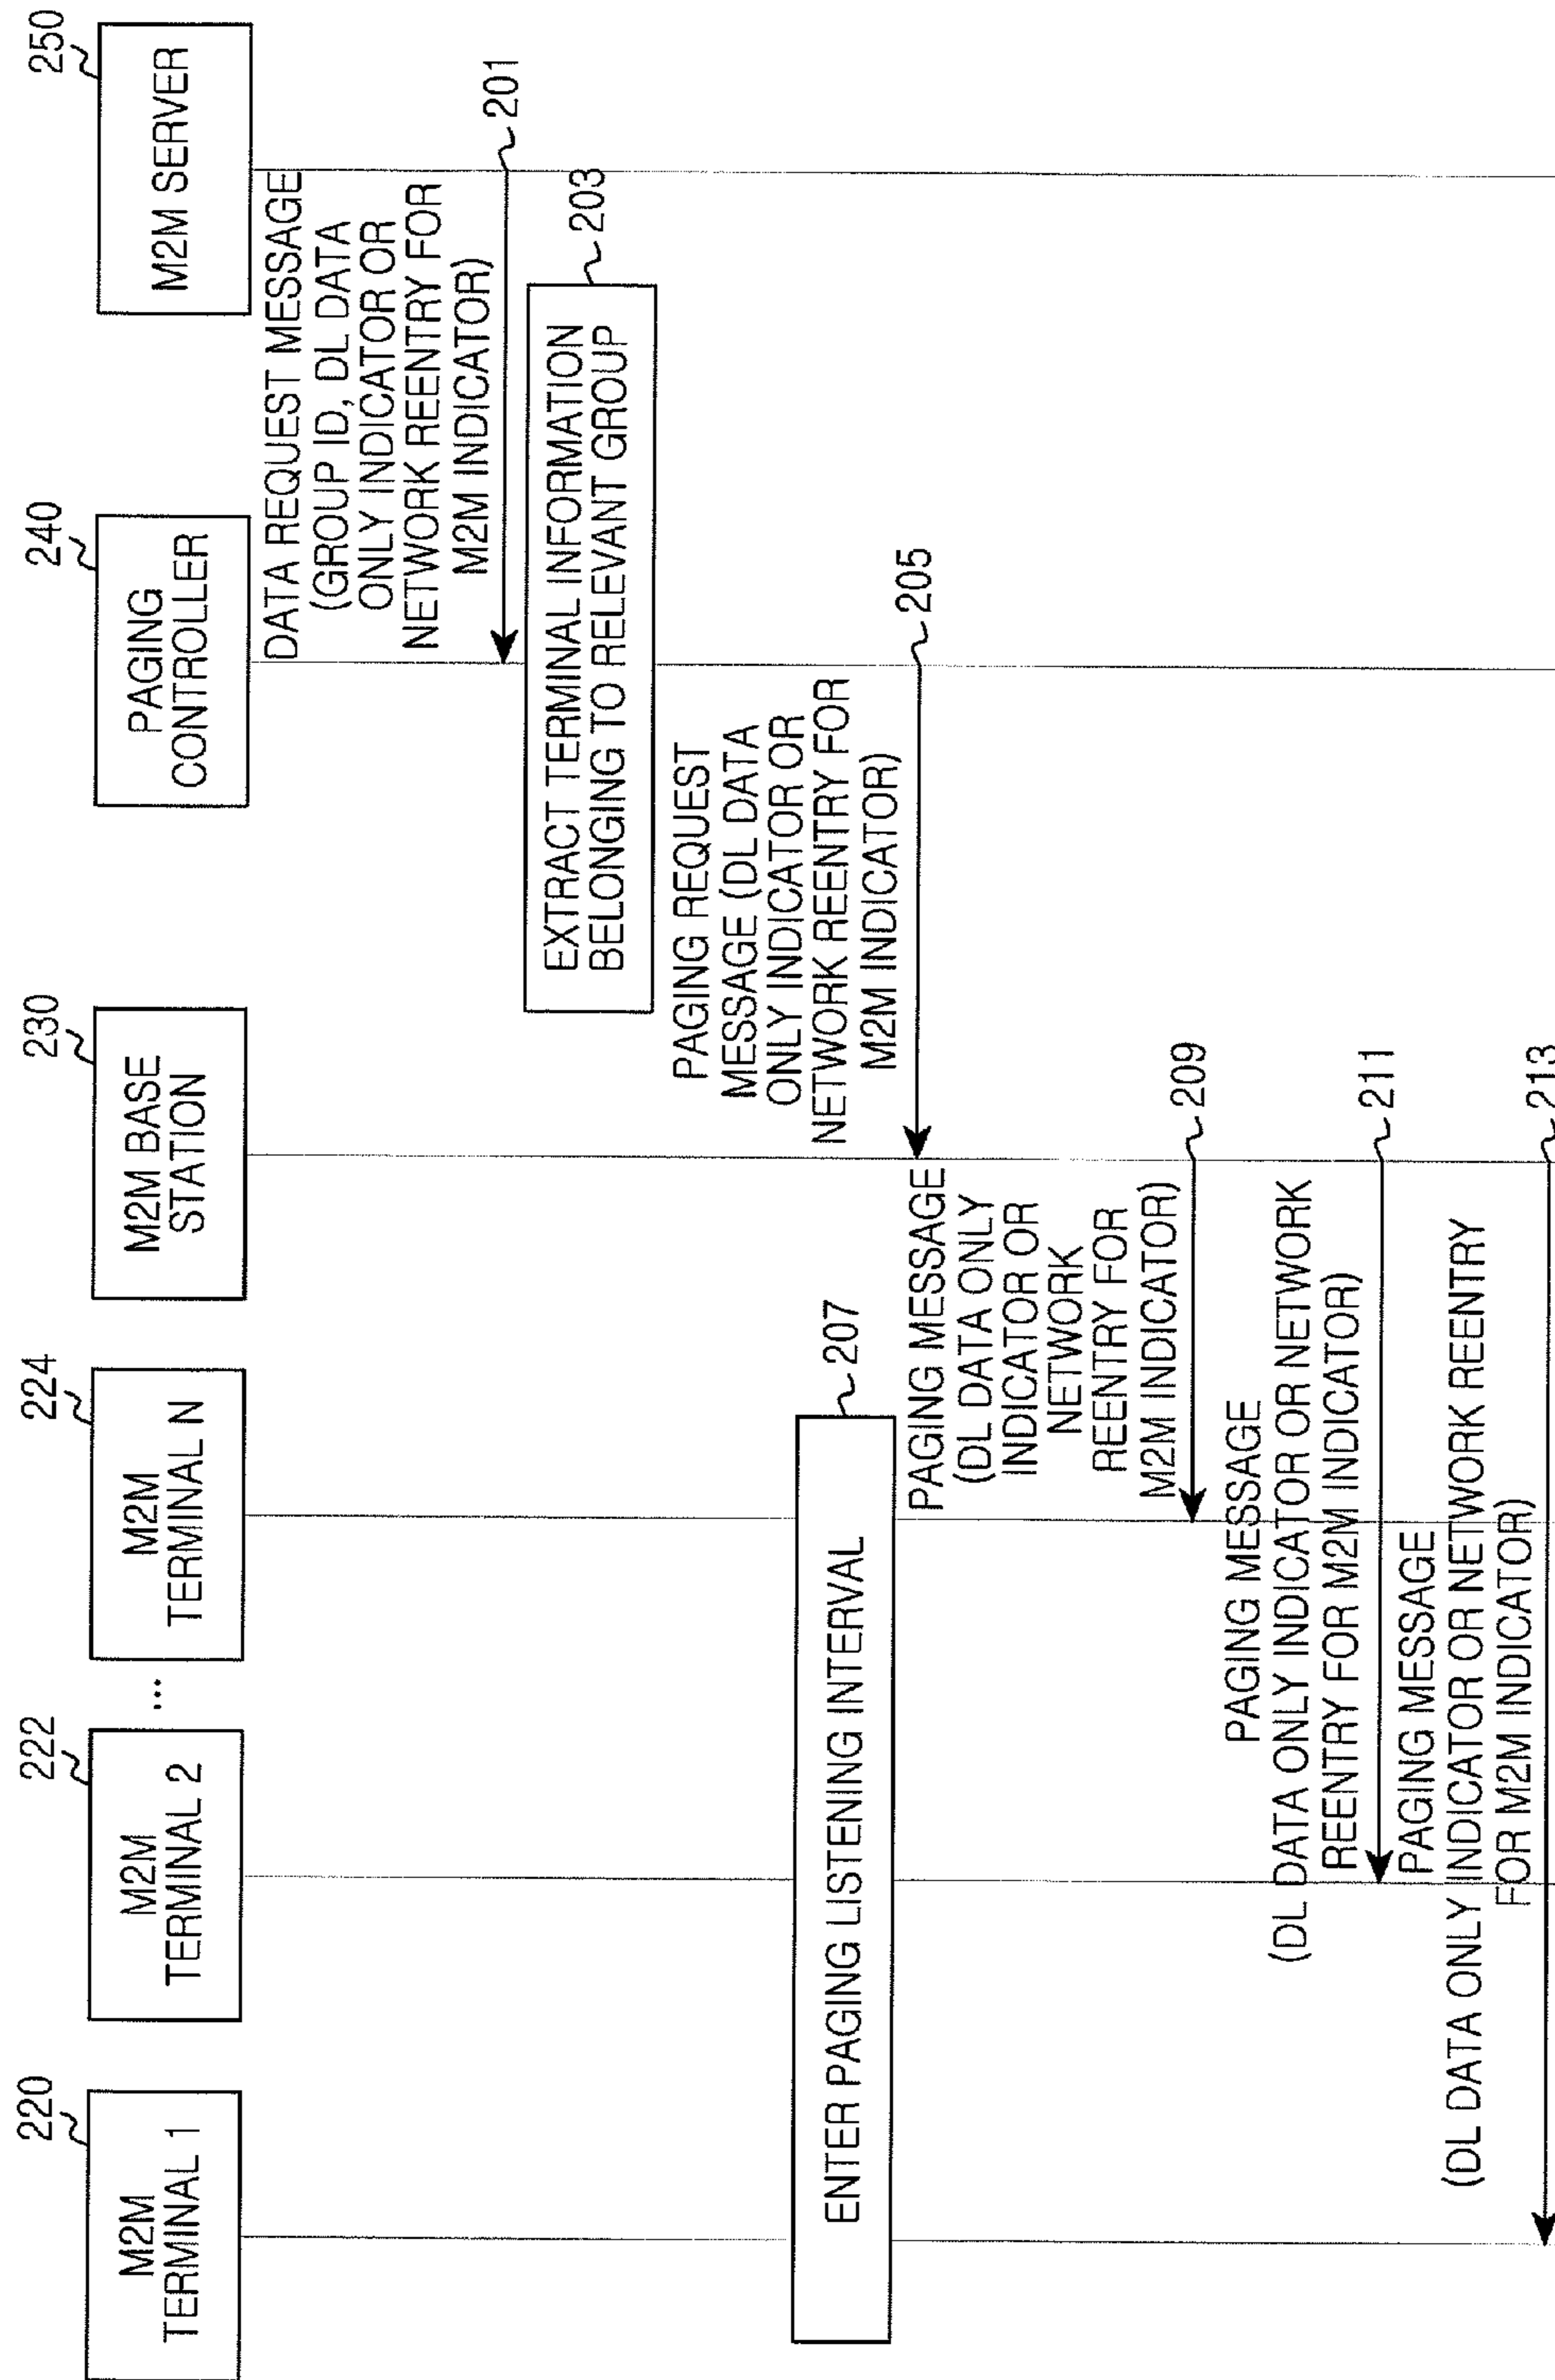 220
M2M
TERMINAL 1
222
M2M
TERMINAL 2
...
224
M2M
TERMINAL N
230
M2M BASE
STATION
240
PAGING
CONTROLLER
250
M2M SERVER
DATA REQUEST MESSAGE
(GROUP ID, DL DATA
ONLY INDICATOR OR
NETWORK REENTRY FOR
M2M INDICATOR)
201
EXTRACT TERMINAL INFORMATION
BELONGING TO RELEVANT GROUP
203
PAGING REQUEST
MESSAGE (DL DATA
ONLY INDICATOR OR
NETWORK REENTRY FOR
M2M INDICATOR)
205
ENTER PAGING LISTENING INTERVAL
207
PAGING MESSAGE
(DL DATA ONLY
INDICATOR OR
NETWORK
REENTRY FOR
M2M INDICATOR)
209
PAGING MESSAGE
(DL DATA ONLY INDICATOR OR NETWORK
REENTRY FOR M2M INDICATOR)
211
PAGING MESSAGE
(DL DATA ONLY INDICATOR OR NETWORK REENTRY
FOR M2M INDICATOR)
213